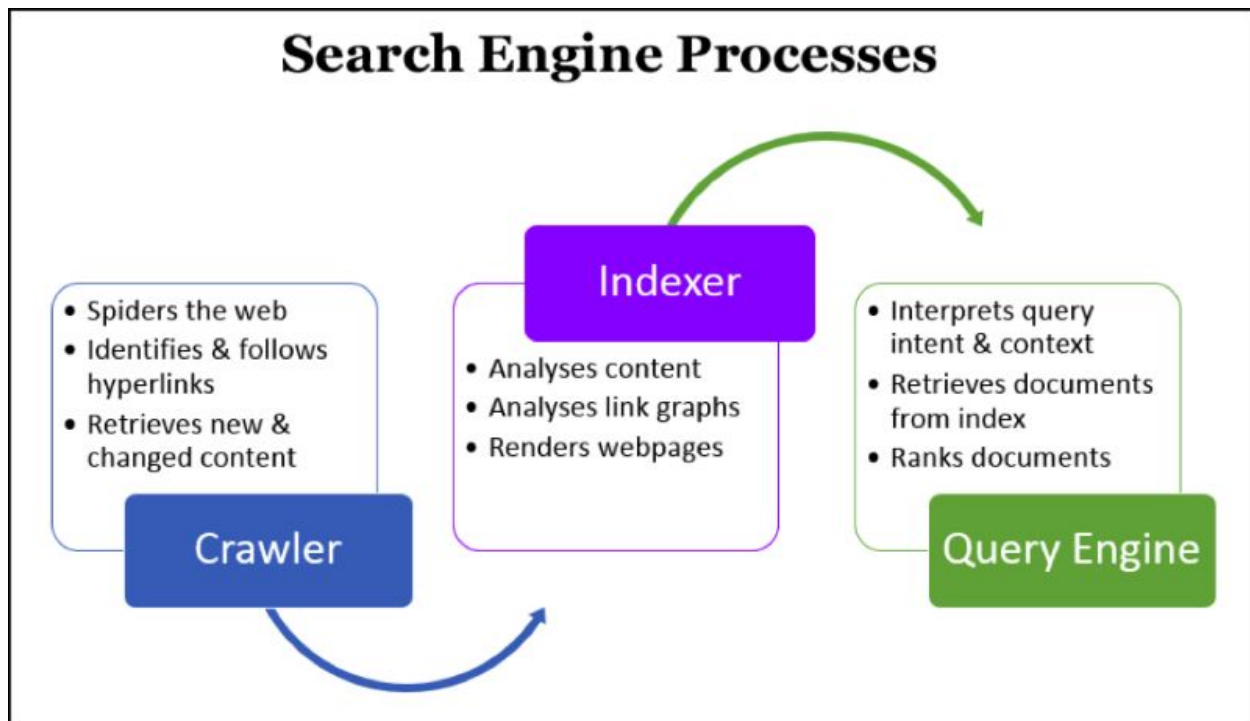 Search Engine Processes
• Spiders the web
• Identifies & follows
hyperlinks
• Retrieves new &
changed content
Crawler
Indexer
• Analyses content
• Analyses link graphs
• Renders webpages
• Interprets query
intent & context
• Retrieves documents
from index
• Ranks documents
Query Engine